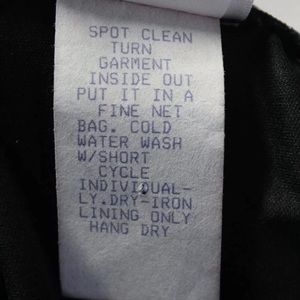 SPOT CLEAN
TURN
GARMENT
INSIDE OUT
PUT IT IN A
FINE NET
BAG. COLD
WATER WASH
W/SHORT
CYCLE
INDIVIDUAL-
LY.DRY-IRON
LINING ONLY
HANG DRY